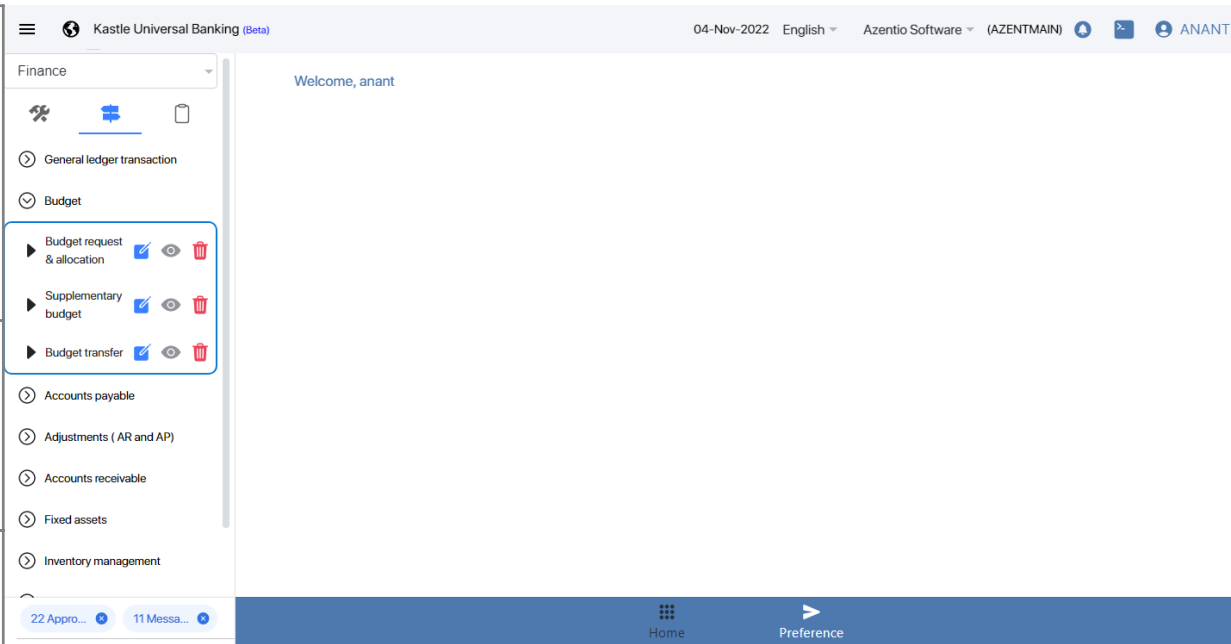 Kastle Universal Banking (Beta)
04-Nov-2022 English Azentio Software (AZENTMAIN) ANANT
Finance
Welcome, anant
General ledger transaction
Budget
Budget request
& allocation
Supplementary
budget
Budget transfer
Accounts payable
Adjustments ( AR and AP)
Accounts receivable
Fixed assets
Inventory management
22 Appro... 11 Messa...
Home
Preference